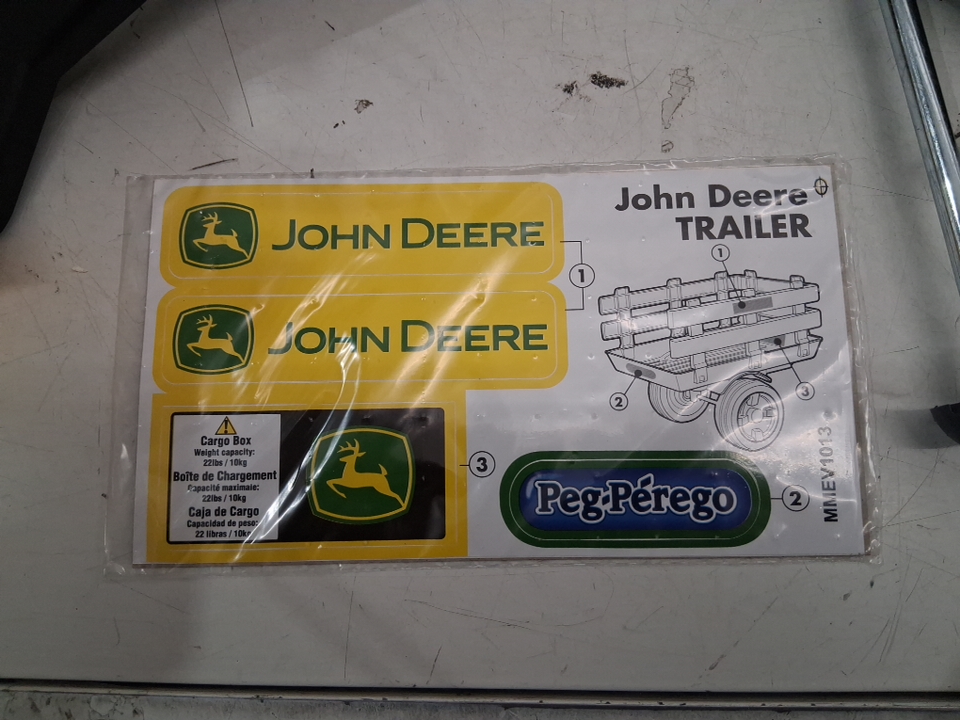 John Deere
TRAILER
JOHN DEERE
1
JOHN DEERE
1
2
3
Cargo Box
Weight capacity:
22lbs / 10kg
Boîte de Chargement
Capacité maximale:
22lbs / 10kg
Caja de Cargo
Capacidad de peso:
22 libras / 10kg
3
Peg-Pérego
2
MMEV1013